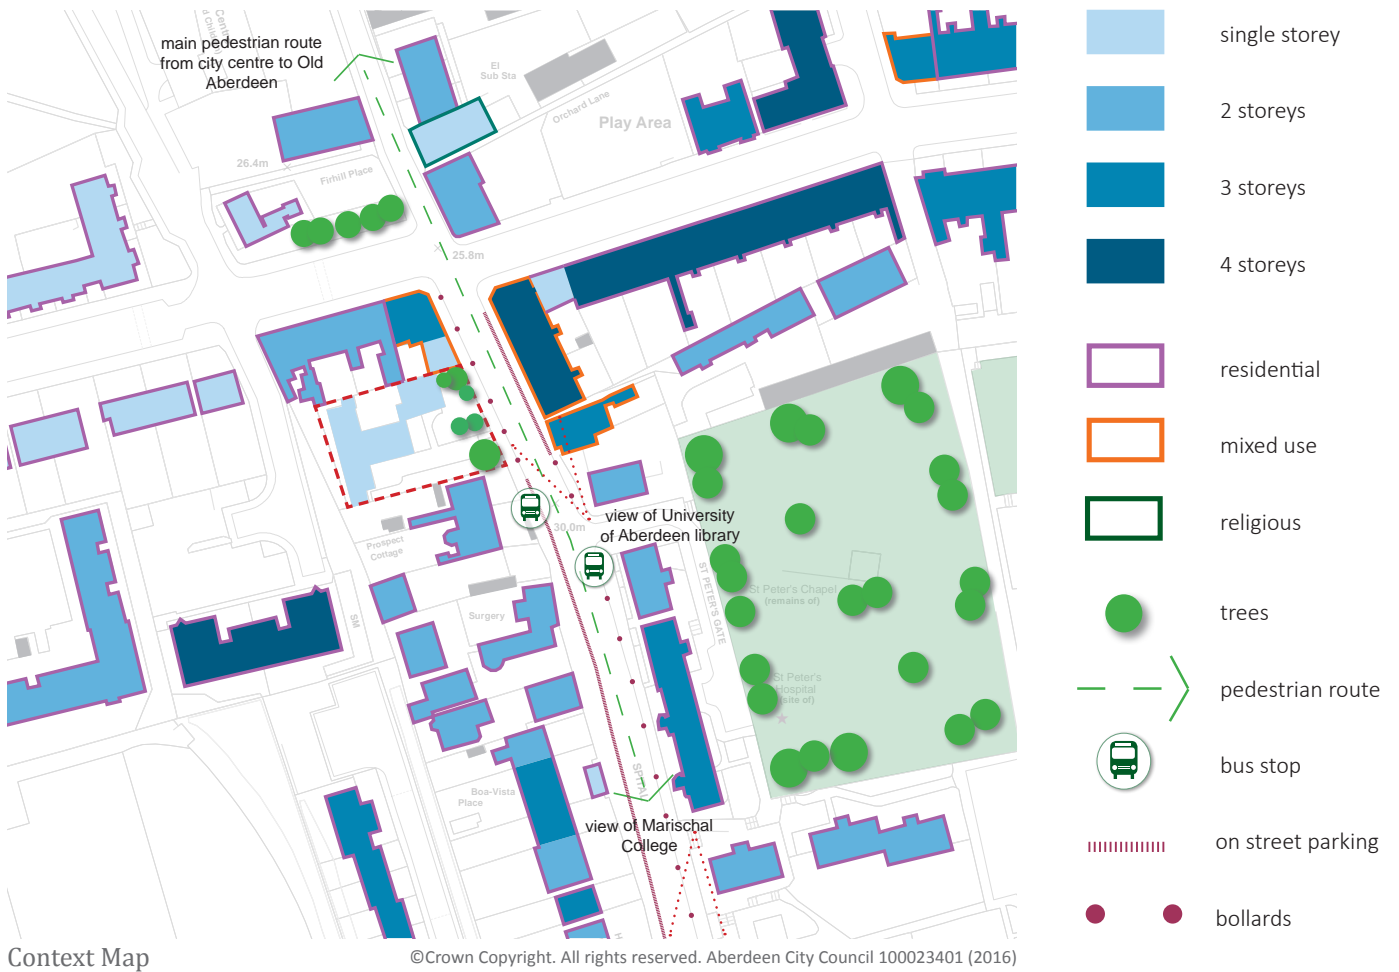 main pedestrian route
from city centre to Old
Aberdeen
El
Sub Sta
Orchard Lane
Play Area
26.4m
Firhill Place
25.8m
30.0m
view of University
of Aberdeen library
Prospect
Cottage
Surgery
SM
ST PETER'S GATE
St Peter's Chapel
(remains of)
St Peter's
Hospital
(site of)
SPITAL
Boa-Vista
Place
view of Marischal
College
single storey
2 storeys
3 storeys
4 storeys
residential
mixed use
religious
trees
pedestrian route
bus stop
on street parking
bollards
Context Map
©Crown Copyright. All rights reserved. Aberdeen City Council 100023401 (2016)